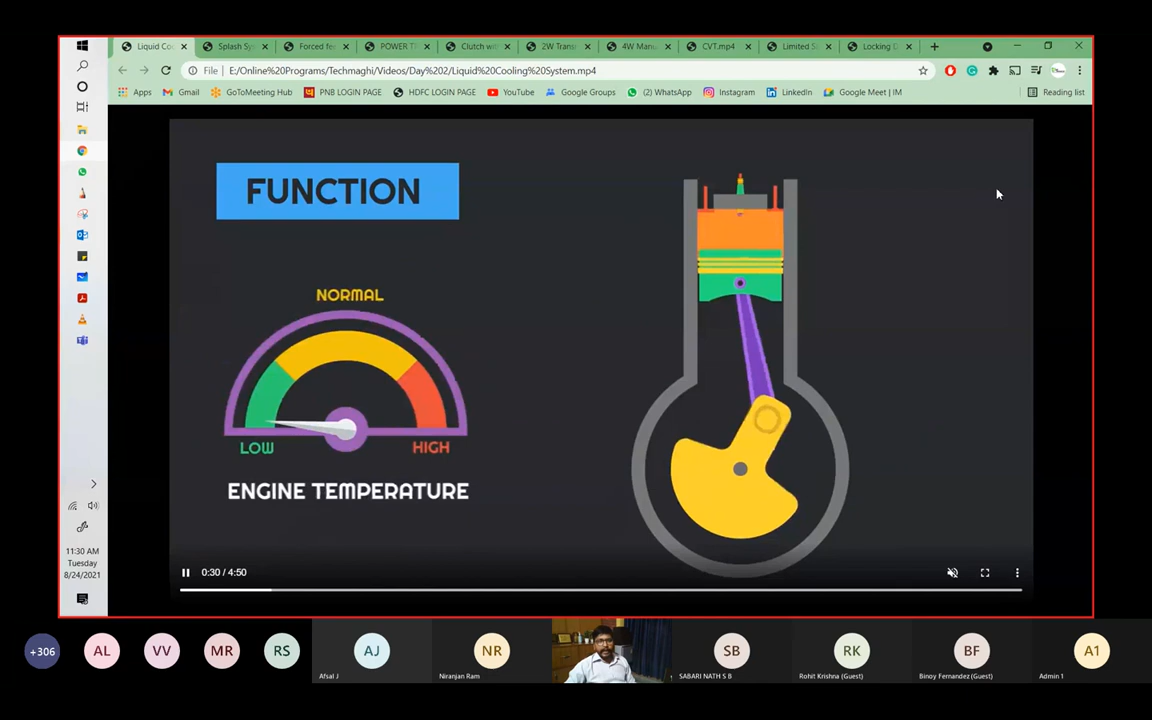 Liquid Coo
Splash Sys
Forced fee
POWER T
Clutch wit
2W Trans
4W Manu
CVT.mp4
Limited S
Locking D
File | E:/Online%20Programs/Techmaghi/Videos/Day%202/Liquid%20Cooling%20System.mp4
Apps
Gmail
GoToMeeting Hub
PNB LOGIN PAGE
HDFC LOGIN PAGE
YouTube
Google Groups
(2) WhatsApp
Instagram
LinkedIn
Google Meet | IM
Reading list
FUNCTION
NORMAL
LOW
HIGH
ENGINE TEMPERATURE
0:30 / 4:50
11:30 AM
Tuesday
8/24/2021
+306
AL
VV
MR
RS
AJ
NR
SB
RK
BF
A1
Afsal J
Niranjan Ram
SABARI NATH S B
Rohit Krishna (Guest)
Binoy Fernandez (Guest)
Admin 1